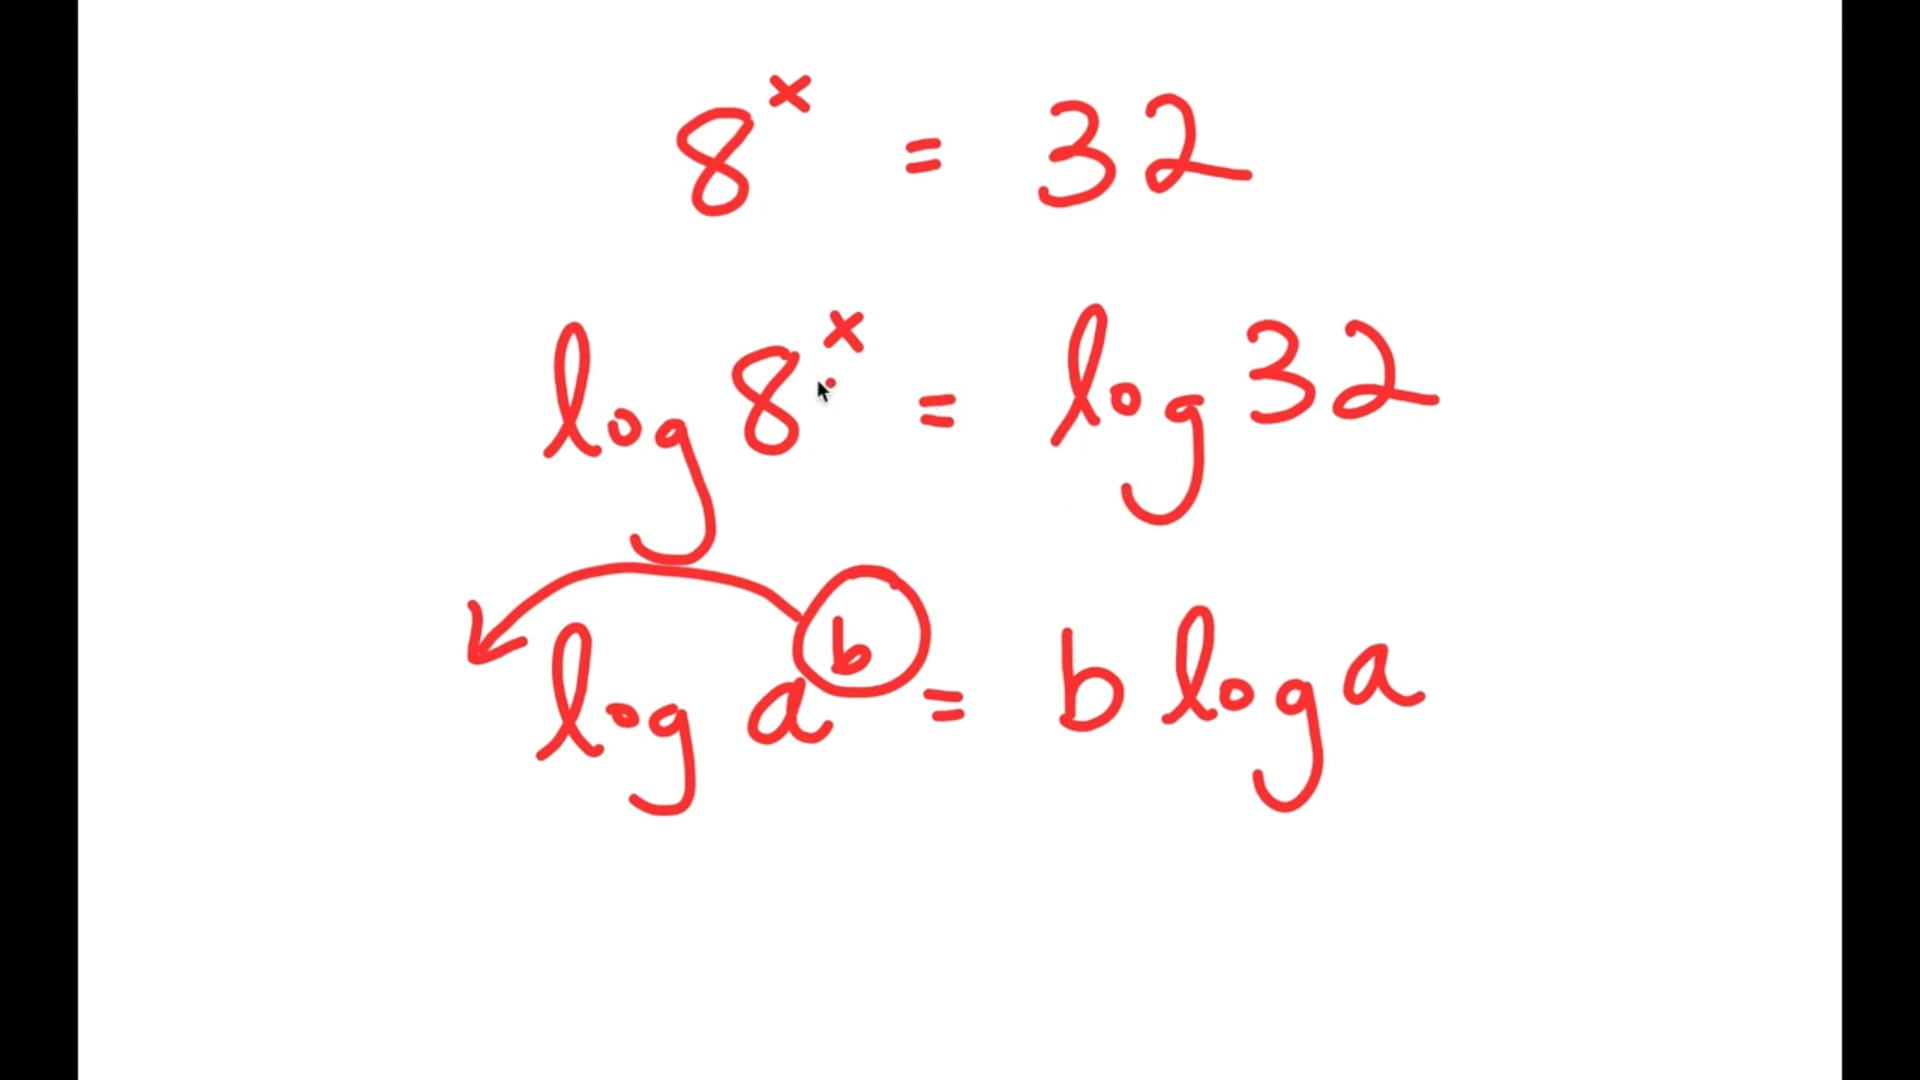 8^x = 32
log 8^x = log 32
log a^b = b log a